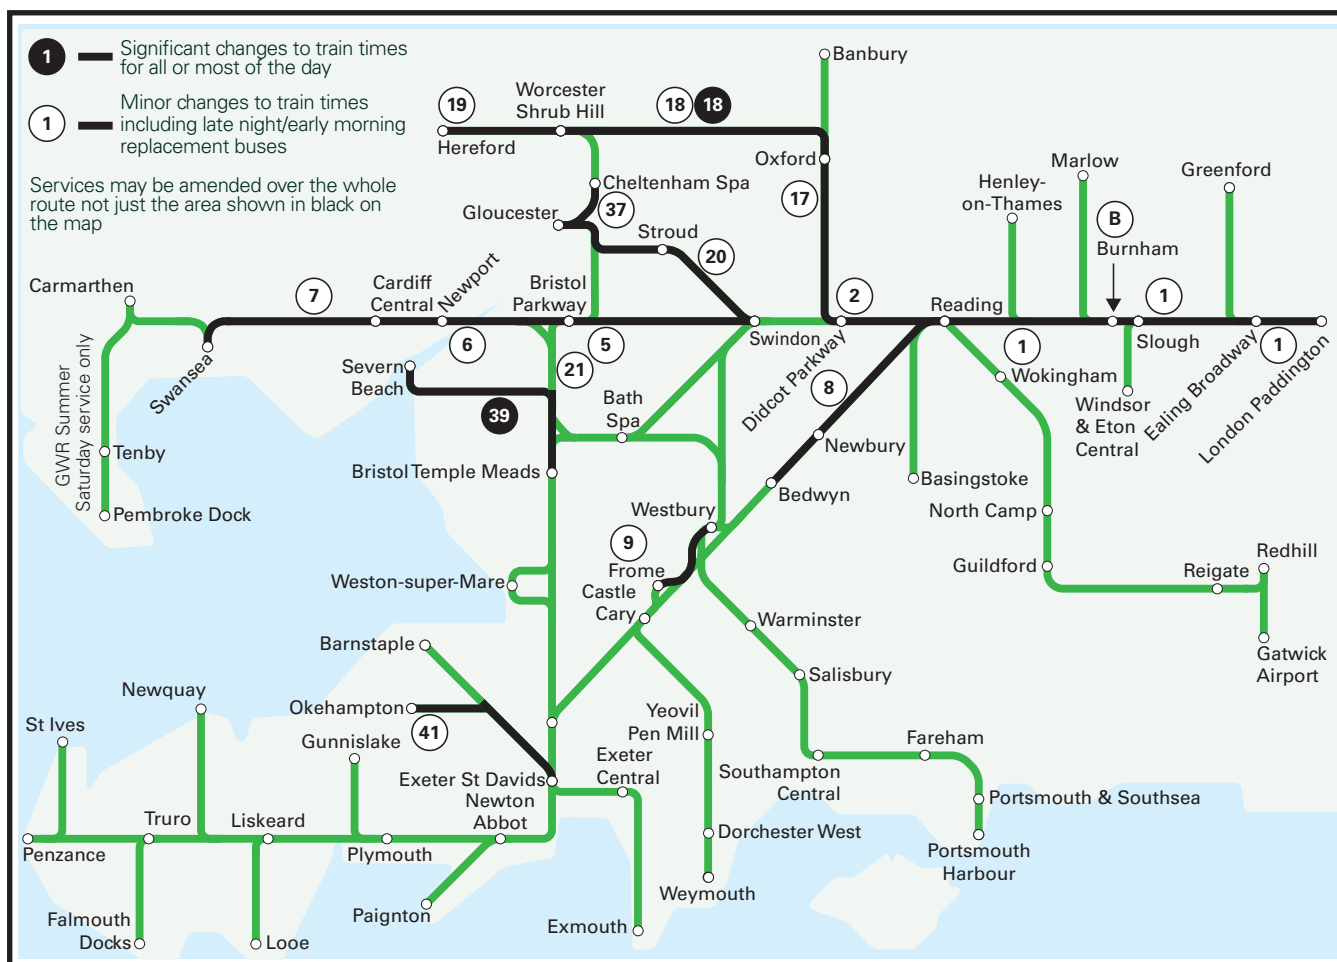 1
Significant changes to train times
for all or most of the day
1
Minor changes to train times
including late night/early morning
replacement buses
Services may be amended over the whole
route not just the area shown in black on
the map
Banbury
19
Worcester
Shrub Hill
18
18
Hereford
Oxford
Marlow
Greenford
Henley-
on-Thames
Cheltenham Spa
17
37
Gloucester
Stroud
B
Burnham
20
Carmarthen
7
Cardiff
Central
Newport
Bristol
Parkway
2
Reading
1
Swansea
6
5
Swindon
Didcot Parkway
1
Slough
Ealing Broadway
1
London Paddington
GWR Summer
Saturday service only
Severn
Beach
21
Wokingham
8
39
Bath
Spa
Windsor
& Eton
Central
Tenby
Newbury
Bristol Temple Meads
Bedwyn
Basingstoke
Pembroke Dock
Westbury
North Camp
9
Frome
Redhill
Guildford
Reigate
Weston-super-Mare
Castle
Cary
Warminster
Barnstaple
Gatwick
Airport
Salisbury
Newquay
Okehampton
41
St Ives
Gunnislake
Yeovil
Pen Mill
Fareham
Exeter St Davids
Exeter
Central
Southampton
Central
Newton
Abbot
Portsmouth & Southsea
Truro
Liskeard
Dorchester West
Penzance
Plymouth
Portsmouth
Harbour
Weymouth
Paignton
Falmouth
Docks
Looe
Exmouth